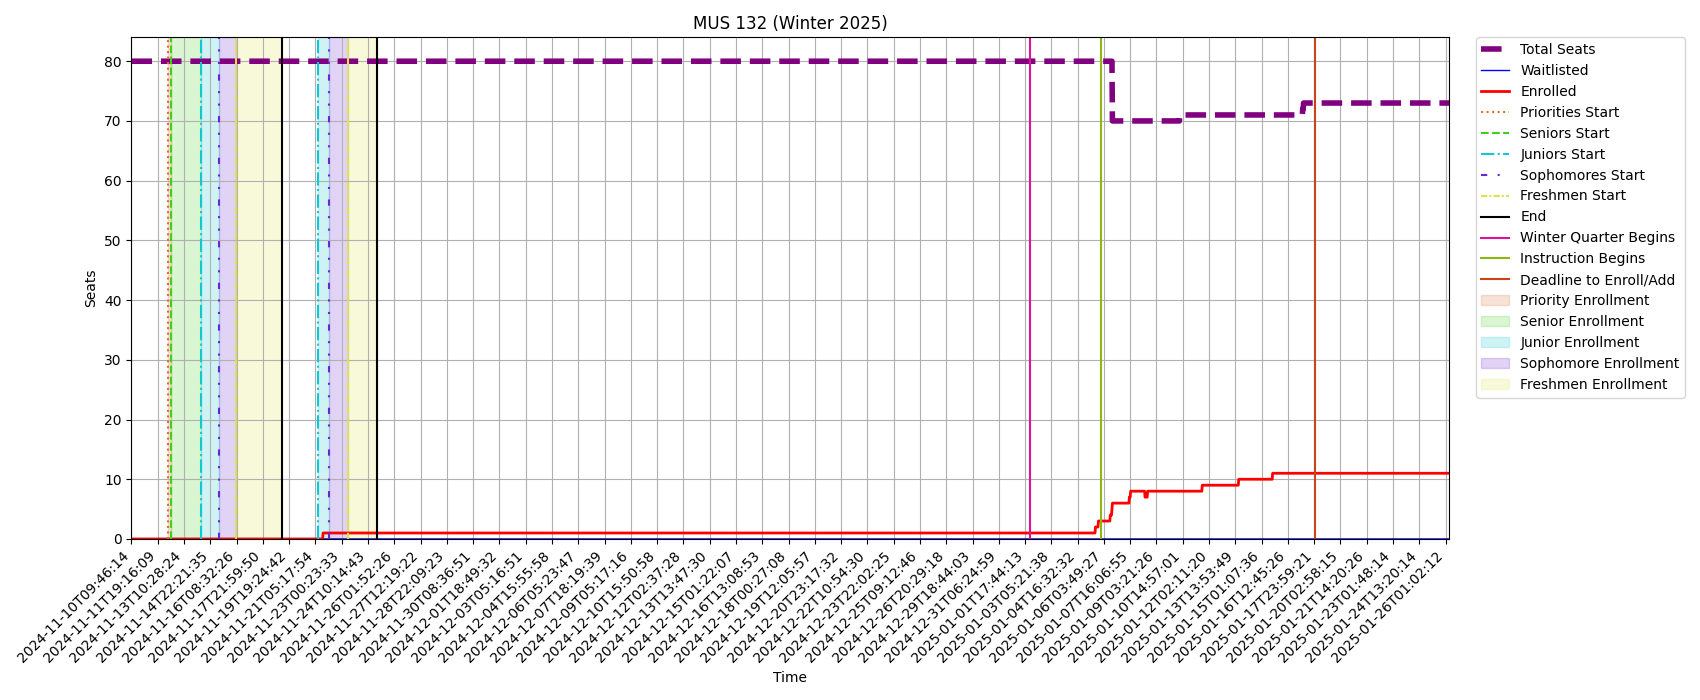 MUS 132 (Winter 2025)
Seats
80
70
60
50
40
30
20
10
0
2024-11-10T09:46:14
2024-11-11T19:16:09
2024-11-13T10:28:24
2024-11-14T22:21:35
2024-11-16T08:32:26
2024-11-17T21:59:50
2024-11-19T19:24:42
2024-11-21T05:17:54
2024-11-23T00:23:33
2024-11-24T10:14:43
2024-11-26T01:52:26
2024-11-27T12:19:22
2024-11-28T22:09:23
2024-11-30T08:36:51
2024-12-01T18:49:32
2024-12-03T05:16:51
2024-12-04T15:55:58
2024-12-06T05:23:47
2024-12-07T18:19:39
2024-12-09T05:17:16
2024-12-10T15:50:58
2024-12-12T02:37:28
2024-12-13T13:47:30
2024-12-15T01:22:07
2024-12-16T13:08:53
2024-12-18T00:27:08
2024-12-19T12:05:57
2024-12-20T23:17:32
2024-12-22T10:54:30
2024-12-23T22:02:25
2024-12-25T09:12:46
2024-12-26T20:29:18
2024-12-29T18:44:03
2024-12-31T06:24:59
2025-01-01T17:44:13
2025-01-03T05:21:38
2025-01-04T16:32:32
2025-01-06T03:49:27
2025-01-07T16:06:55
2025-01-09T03:21:26
2025-01-10T14:57:01
2025-01-12T02:11:20
2025-01-13T13:53:49
2025-01-15T01:07:36
2025-01-16T12:45:26
2025-01-17T23:59:21
2025-01-20T02:58:15
2025-01-21T14:20:26
2025-01-23T01:48:14
2025-01-24T13:20:14
2025-01-26T01:02:12
Time
Total Seats
Waitlisted
Enrolled
Priorities Start
Seniors Start
Juniors Start
Sophomores Start
Freshmen Start
End
Winter Quarter Begins
Instruction Begins
Deadline to Enroll/Add
Priority Enrollment
Senior Enrollment
Junior Enrollment
Sophomore Enrollment
Freshmen Enrollment